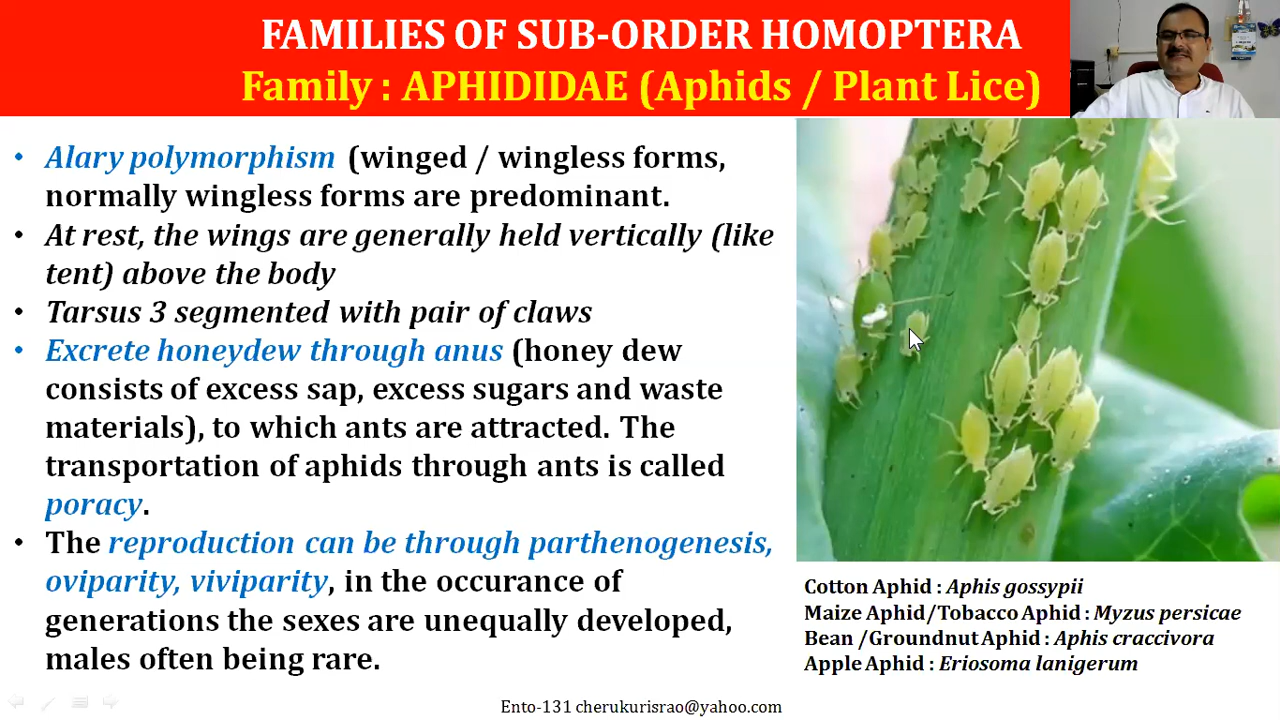 FAMILIES OF SUB-ORDER HOMOPTERA
Family : APHIDIDAE (Aphids / Plant Lice)
• Alary polymorphism (winged / wingless forms,
normally wingless forms are predominant.
• At rest, the wings are generally held vertically (like
tent) above the body
• Tarsus 3 segmented with pair of claws
• Excrete honeydew through anus (honey dew
consists of excess sap, excess sugars and waste
materials), to which ants are attracted. The
transportation of aphids through ants is called
poracy.
• The reproduction can be through parthenogenesis,
oviparity, viviparity, in the occurance of
generations the sexes are unequally developed,
males often being rare.
Cotton Aphid : Aphis gossypii
Maize Aphid/Tobacco Aphid : Myzus persicae
Bean /Groundnut Aphid : Aphis craccivora
Apple Aphid : Eriosoma lanigerum
Ento-131 cherukurisrao@yahoo.com